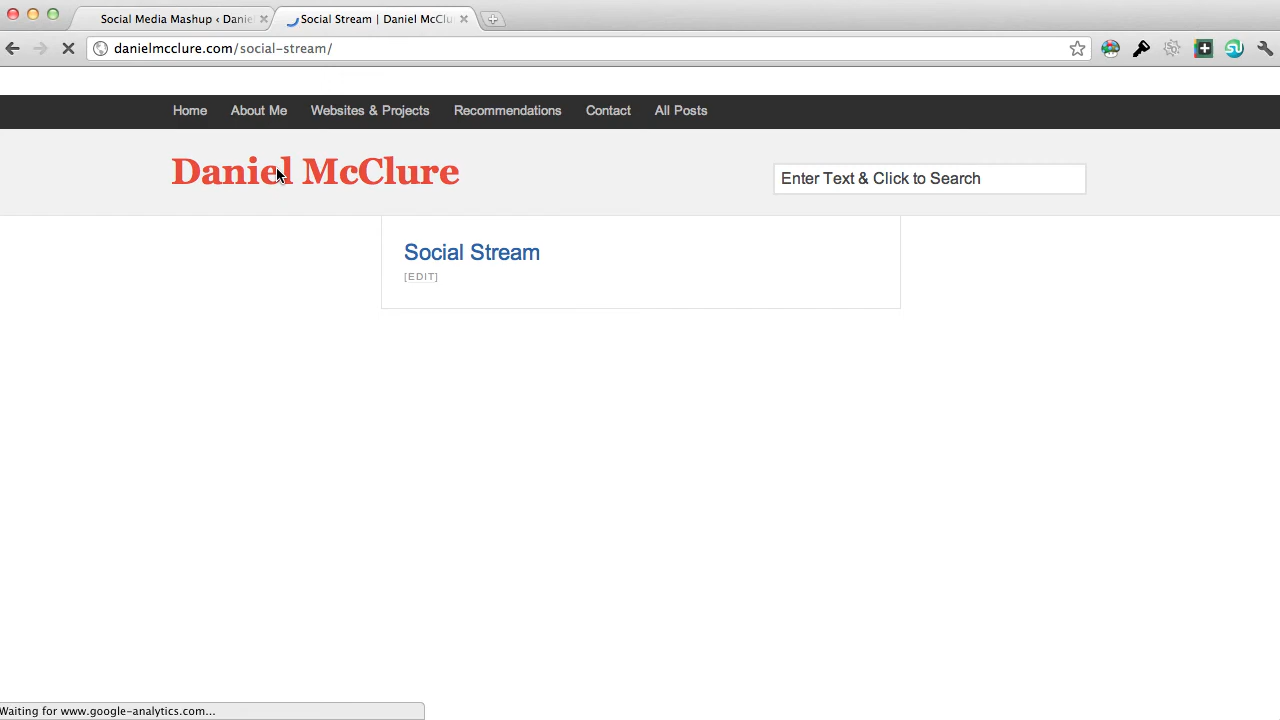 Social Media Mashup ‹ Danie
Social Stream | Daniel McClu
danielmcclure.com/social-stream/
Home About Me Websites & Projects Recommendations Contact All Posts
Daniel McClure
Enter Text & Click to Search
Social Stream
[EDIT]
Waiting for www.google-analytics.com...